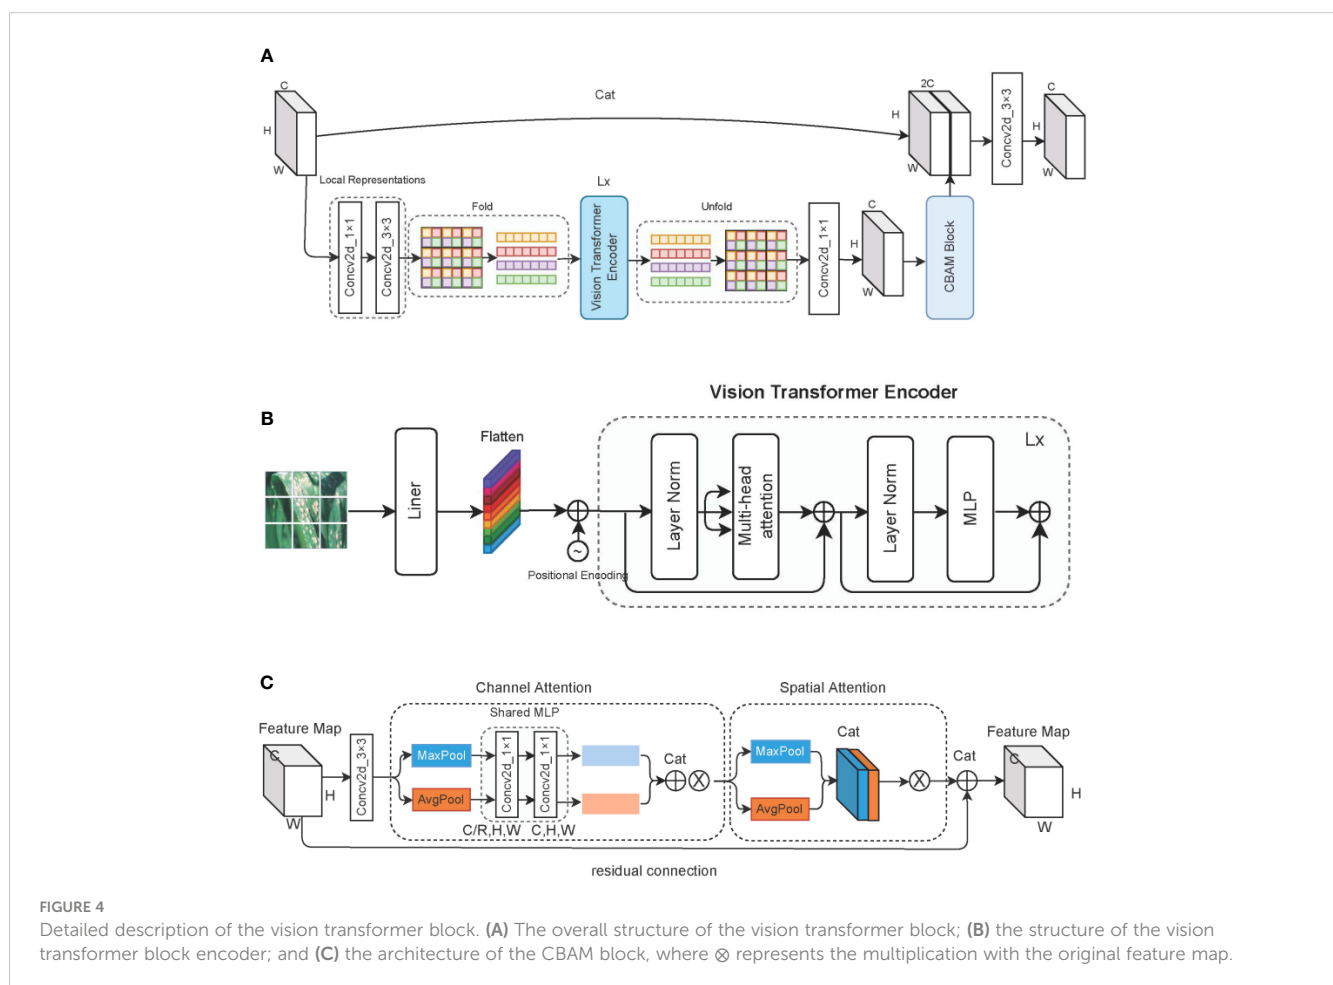 A
C
H
W
Cat
2C
H
W
Concv2d_3×3
C
H
W
Local Representations
Concv2d_1×1
Concv2d_3×3
Fold
Lx
Vision Transformer
Encoder
Unfold
Concv2d_1×1
C
H
W
CBAM Block
B
Vision Transformer Encoder
Liner
Flatten
~
Positional Encoding
Layer Norm
Multi-head
attention
Layer Norm
MLP
Lx
C
Channel Attention
Spatial Attention
Feature Map
C
H
W
Concv2d_3×3
MaxPool
AvgPool
Shared MLP
Concv2d_1×1
Concv2d_1×1
C/R,H,W
C,H,W
Cat
MaxPool
AvgPool
Cat
Cat
Feature Map
C
H
W
residual connection
FIGURE 4
Detailed description of the vision transformer block. (A) The overall structure of the vision transformer block; (B) the structure of the vision
transformer block encoder; and (C) the architecture of the CBAM block, where ⊗ represents the multiplication with the original feature map.